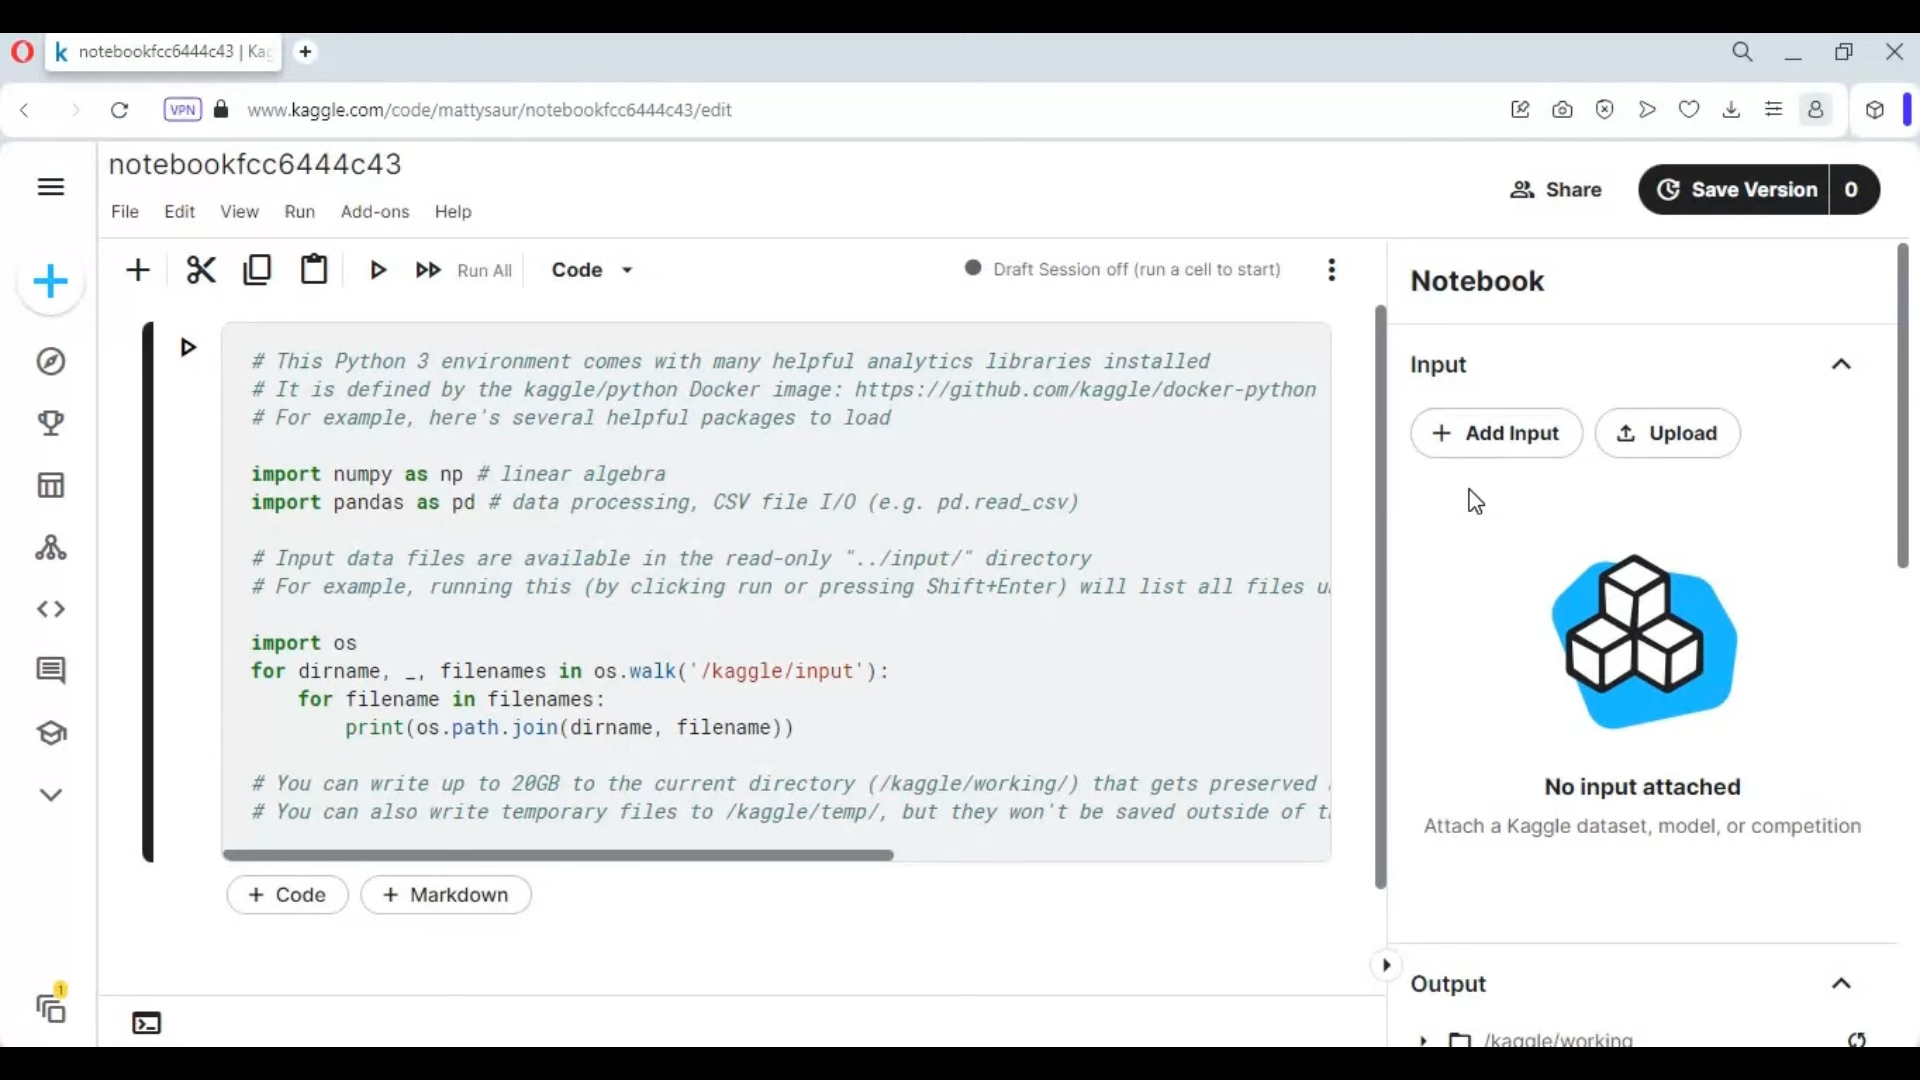 notebookfcc6444c43 | Kag
VPN
www.kaggle.com/code/mattysaur/notebookfcc6444c43/edit
notebookfcc6444c43
File Edit View Run Add-ons Help
Share
Save Version 0
Run All
Code
Draft Session off (run a cell to start)
# This Python 3 environment comes with many helpful analytics libraries installed
# It is defined by the kaggle/python Docker image: https://github.com/kaggle/docker-python
# For example, here's several helpful packages to load
import numpy as np # linear algebra
import pandas as pd # data processing, CSV file I/O (e.g. pd.read_csv)
# Input data files are available in the read-only "../input/" directory
# For example, running this (by clicking run or pressing Shift+Enter) will list all files
import os
for dirname, _, filenames in os.walk('/kaggle/input'):
    for filename in filenames:
        print(os.path.join(dirname, filename))
# You can write up to 20GB to the current directory (/kaggle/working/) that gets preserved
# You can also write temporary files to /kaggle/temp/, but they won't be saved outside of
+ Code + Markdown
Notebook
Input
+ Add Input
Upload
No input attached
Attach a Kaggle dataset, model, or competition
Output
/kaggle/working
1